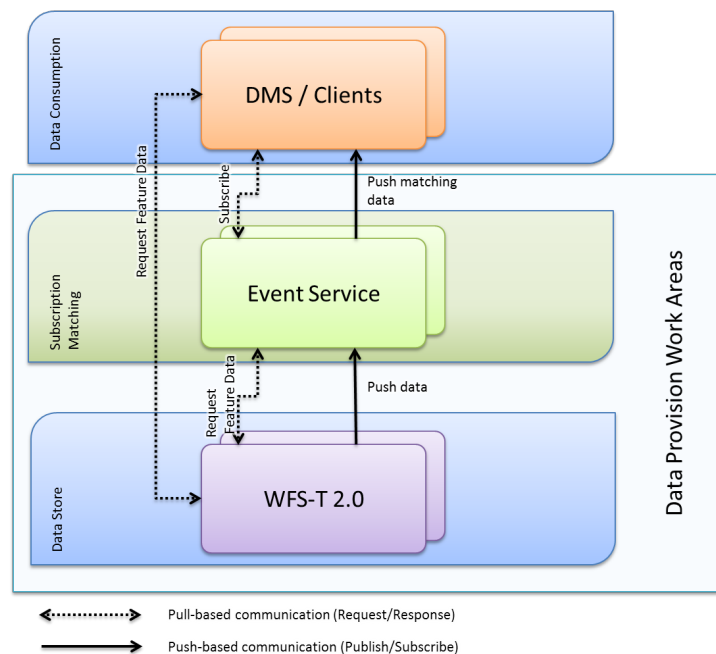 Data Consumption
DMS / Clients
Request Feature Data
Subscribe
Push matching
data
Subscription
Matching
Event Service
Data Provision Work Areas
Request
Feature Data
Push data
Data Store
WFS-T 2.0
Pull-based communication (Request/Response)
Push-based communication (Publish/Subscribe)